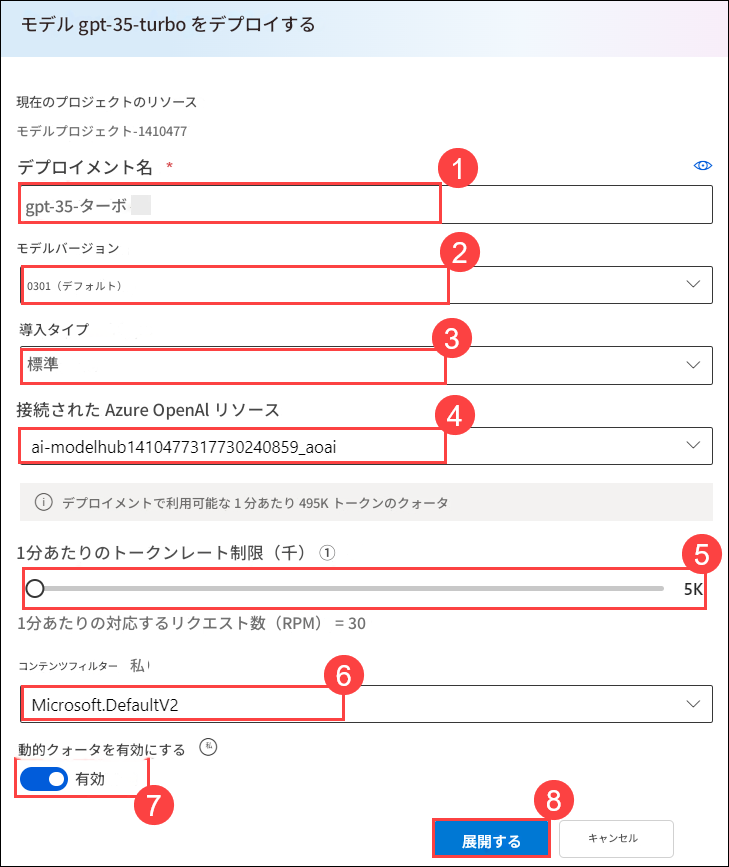 モデル gpt-35-turbo をデプロイする
現在のプロジェクトのリソース
モデルプロジェクト-1410477
デプロイメント名 *
1
gpt-35-ターボ
モデルバージョン
2
0301（デフォルト）
導入タイプ
3
標準
接続された Azure OpenAl リソース
4
ai-modelhub1410477317730240859_aoai
デプロイメントで利用可能な 1 分あたり 495K トークンのクォータ
1分あたりのトークンレート制限（千） ①
5
5K
1分あたりの対応するリクエスト数（RPM） = 30
コンテンツフィルター 私
6
Microsoft.DefaultV2
動的クォータを有効にする 私
有効
7
8
展開する
キャンセル